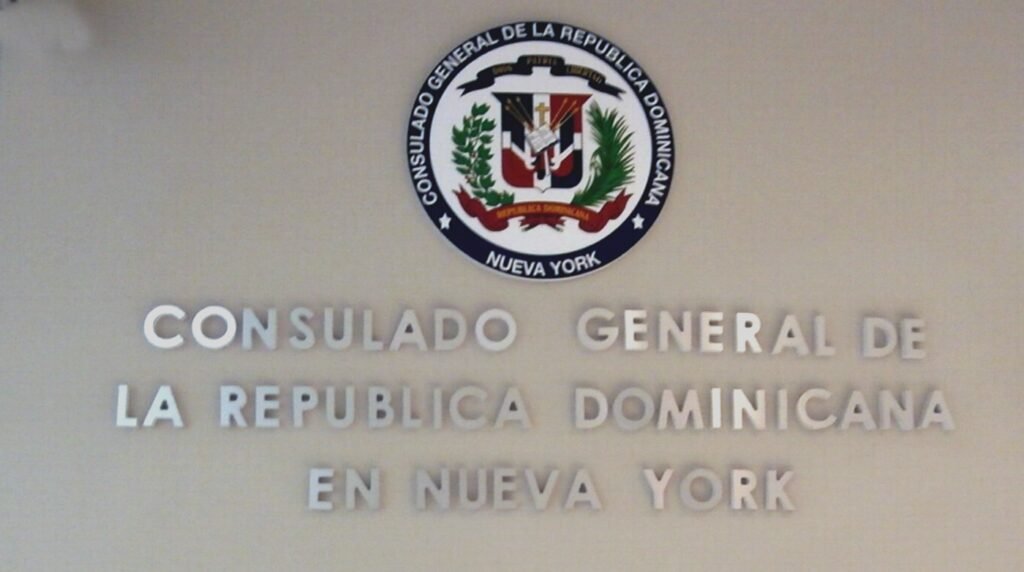 CONSULADO GENERAL DE LA REPUBLICA DOMINICANA
DIOS PATRIA LIBERTAD
REPUBLICA DOMINICANA
NUEVA YORK
CONSULADO GENERAL DE
LA REPUBLICA DOMINICANA
EN NUEVA YORK